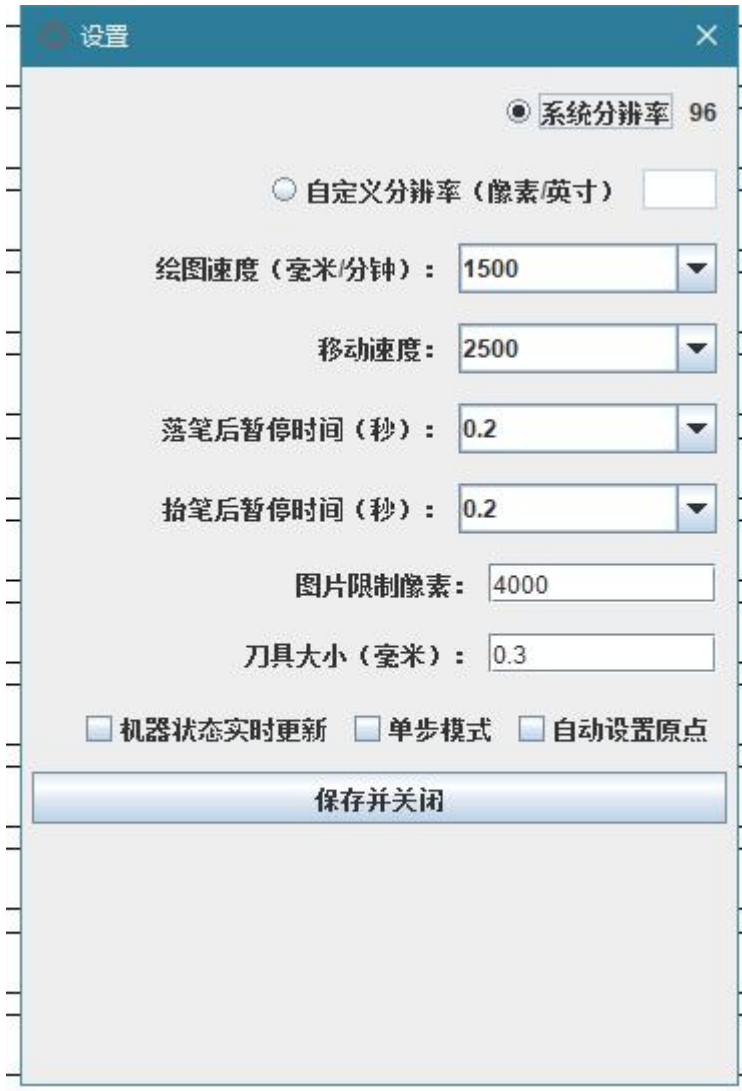 设置
系统分辨率 96
自定义分辨率（像素/英寸）
绘图速度（毫米/分钟）： 1500
移动速度： 2500
落笔后暂停时间（秒）： 0.2
抬笔后暂停时间（秒）： 0.2
图片限制像素： 4000
刀具大小（毫米）： 0.3
机器状态实时更新 单步模式 自动设置原点
保存并关闭